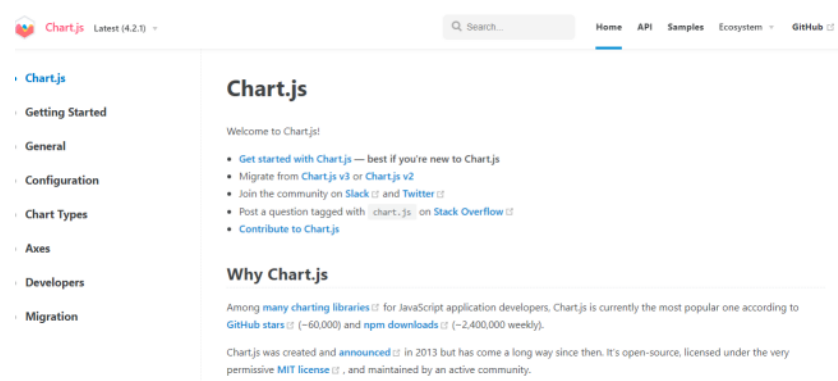 Chart.js Latest (4.2.1)
Search...
Home API Samples Ecosystem GitHub
Chart.js
Getting Started
General
Configuration
Chart Types
Axes
Developers
Migration
Chart.js
Welcome to Chart.js!
Get started with Chart.js — best if you're new to Chart.js
Migrate from Chart.js v3 or Chart.js v2
Join the community on Slack and Twitter
Post a question tagged with chart.js on Stack Overflow
Contribute to Chart.js
Why Chart.js
Among many charting libraries for JavaScript application developers, Chart.js is currently the most popular one according to
GitHub stars (~60,000) and npm downloads (~2,400,000 weekly).
Chart.js was created and announced in 2013 but has come a long way since then. It's open-source, licensed under the very
permissive MIT license , and maintained by an active community.